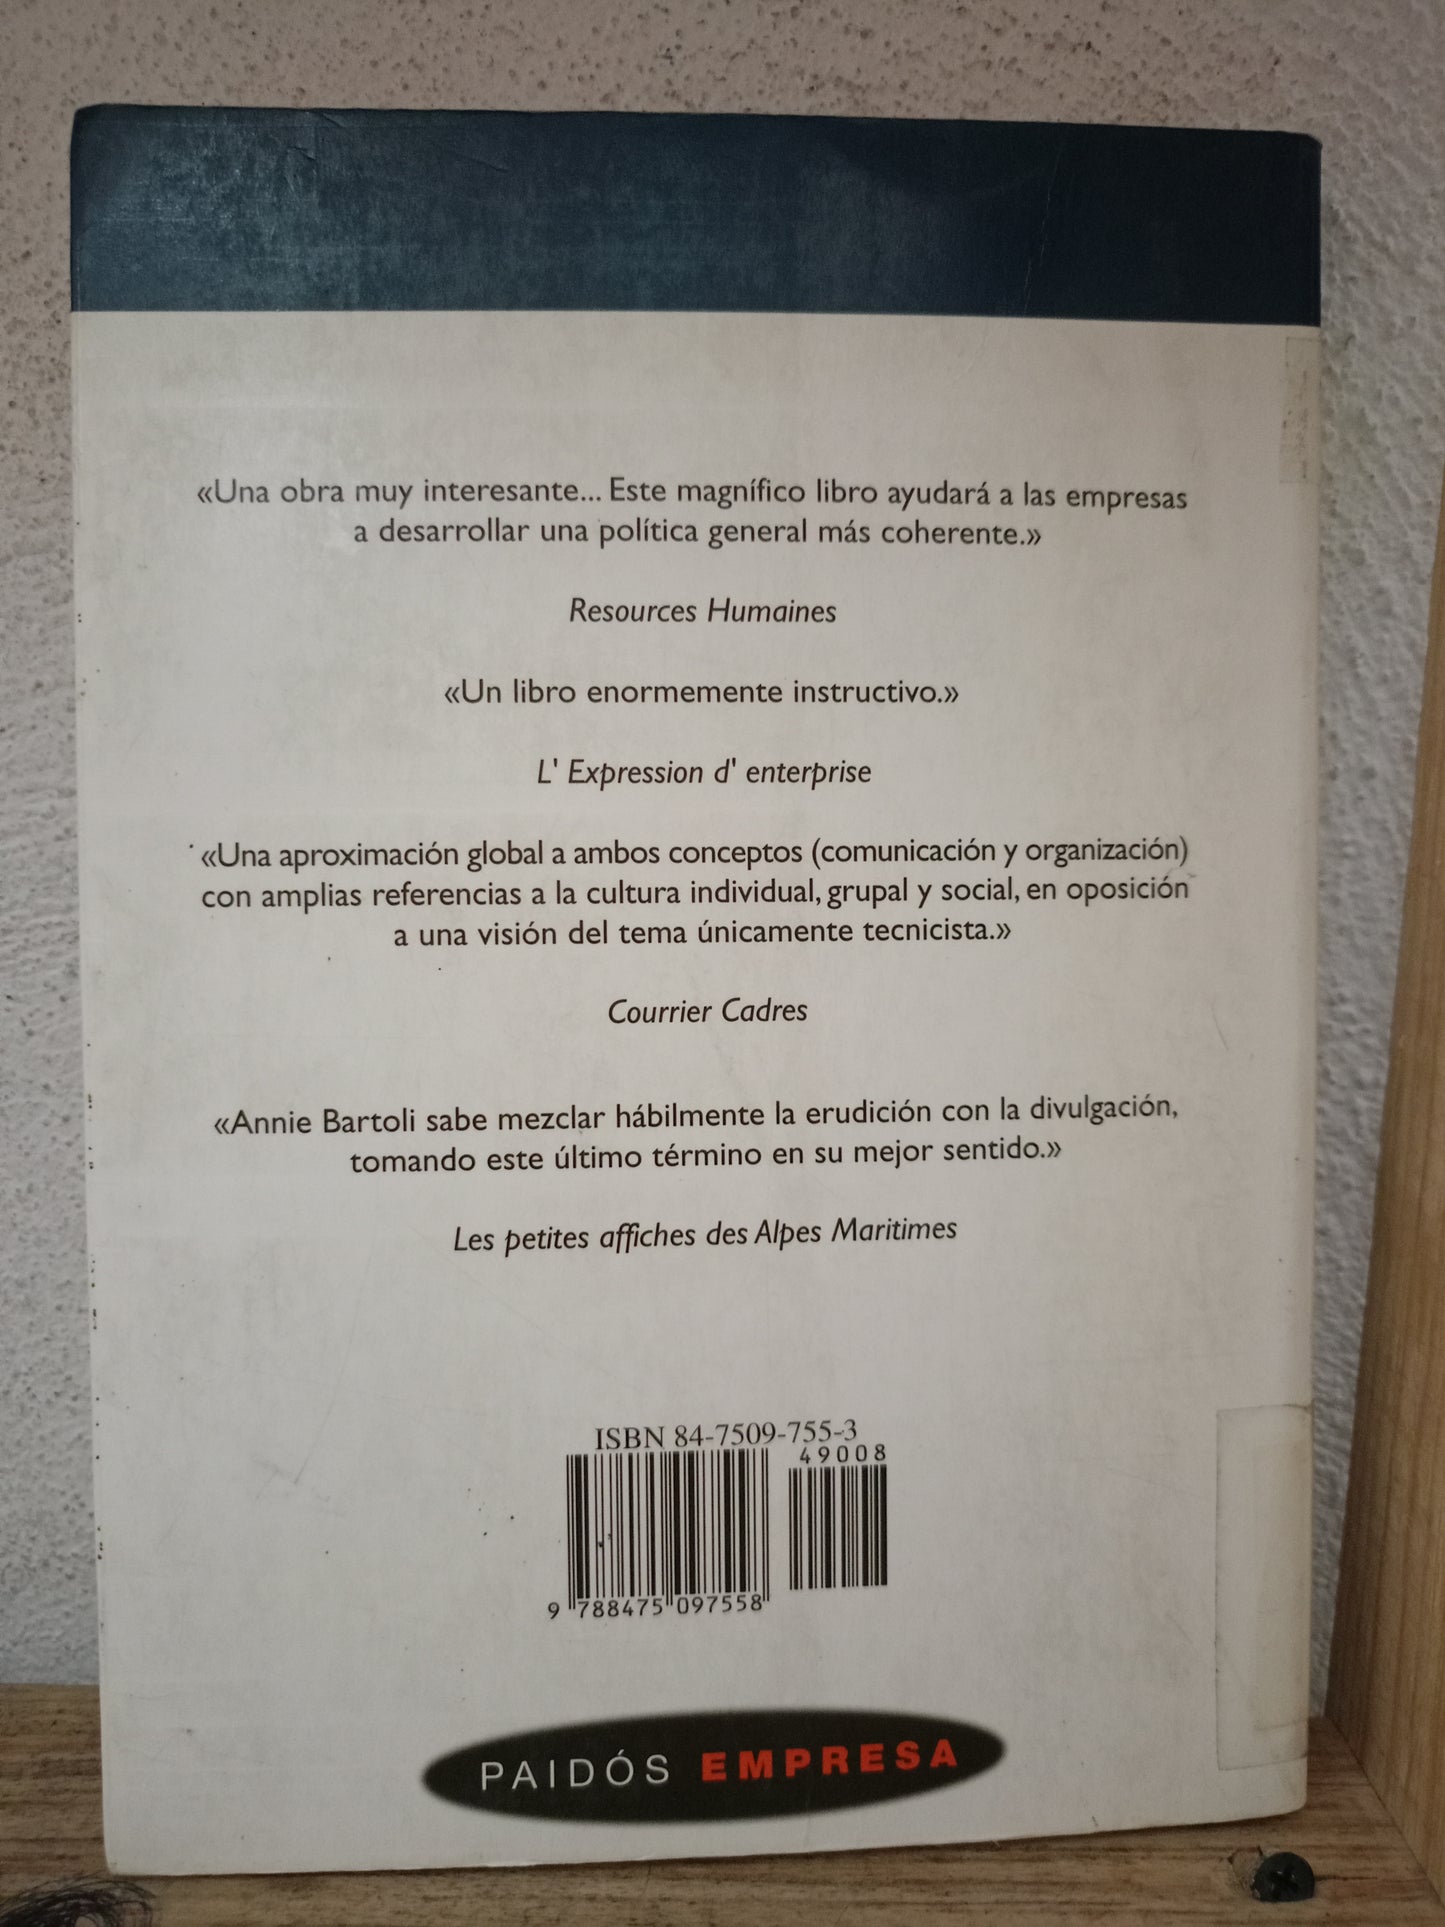 «Una obra muy interesante... Este magnífico libro ayudará a las empresas
a desarrollar una política general más coherente.»
Resources Humaines
«Un libro enormemente instructivo.»
L' Expression d' enterprise
«Una aproximación global a ambos conceptos (comunicación y organización)
con amplias referencias a la cultura individual, grupal y social, en oposición
a una visión del tema únicamente tecnicista.»
Courrier Cadres
«Annie Bartoli sabe mezclar hábilmente la erudición con la divulgación,
tomando este último término en su mejor sentido.»
Les petites affiches des Alpes Maritimes
ISBN 84-7509-755-3
49008
9 788475 097558
PAIDÓS EMPRESA